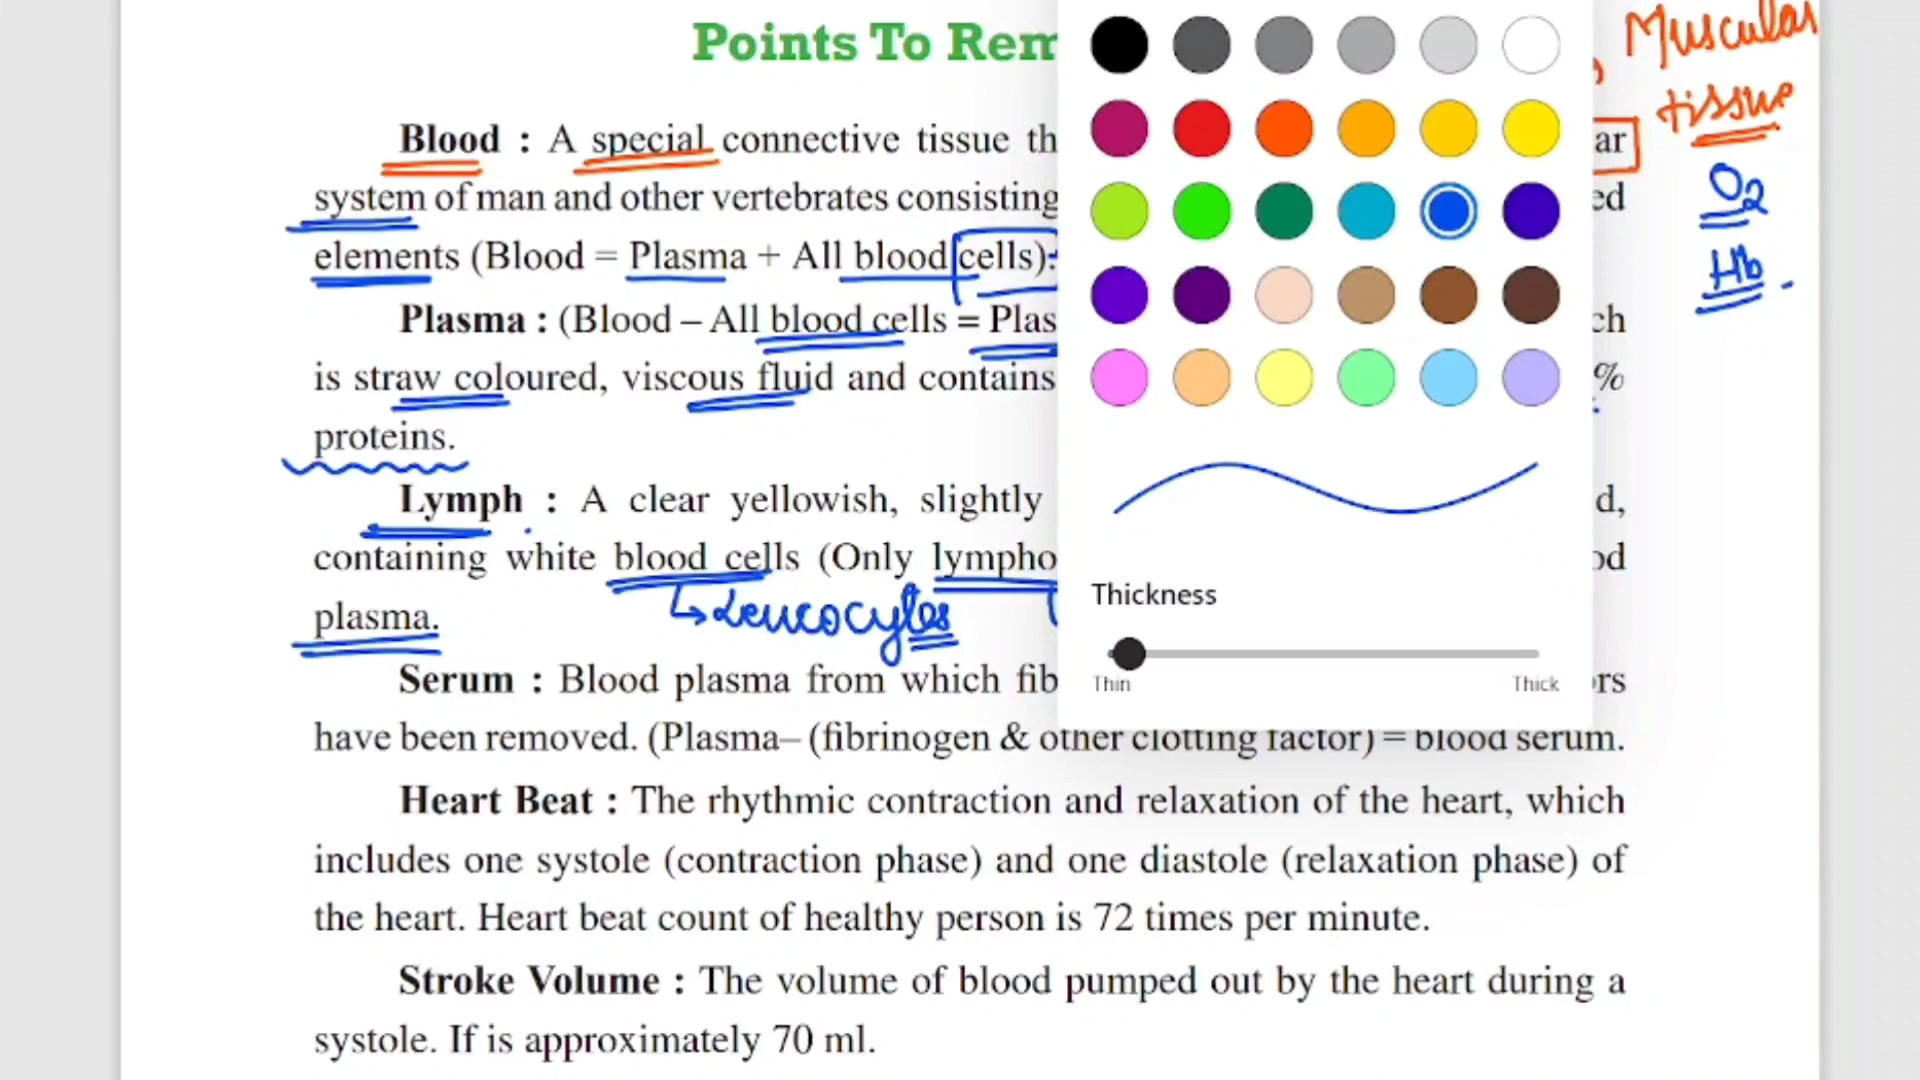 Points To Rem
Muscular
tissue
Blood : A special connective tissue th ar
system of man and other vertebrates consisting ed
O2
elements (Blood = Plasma + All blood cells).
Hb.
Plasma : (Blood – All blood cells = Plas ch
is straw coloured, viscous fluid and contains %
proteins.
Lymph : A clear yellowish, slightly d,
containing white blood cells (Only lympho od
Leucocytes
plasma.
Serum : Blood plasma from which fib rs
have been removed. (Plasma– (fibrinogen & other clotting factor) = blood serum.
Heart Beat : The rhythmic contraction and relaxation of the heart, which
includes one systole (contraction phase) and one diastole (relaxation phase) of
the heart. Heart beat count of healthy person is 72 times per minute.
Stroke Volume : The volume of blood pumped out by the heart during a
systole. If is approximately 70 ml.
Thickness
Thin Thick